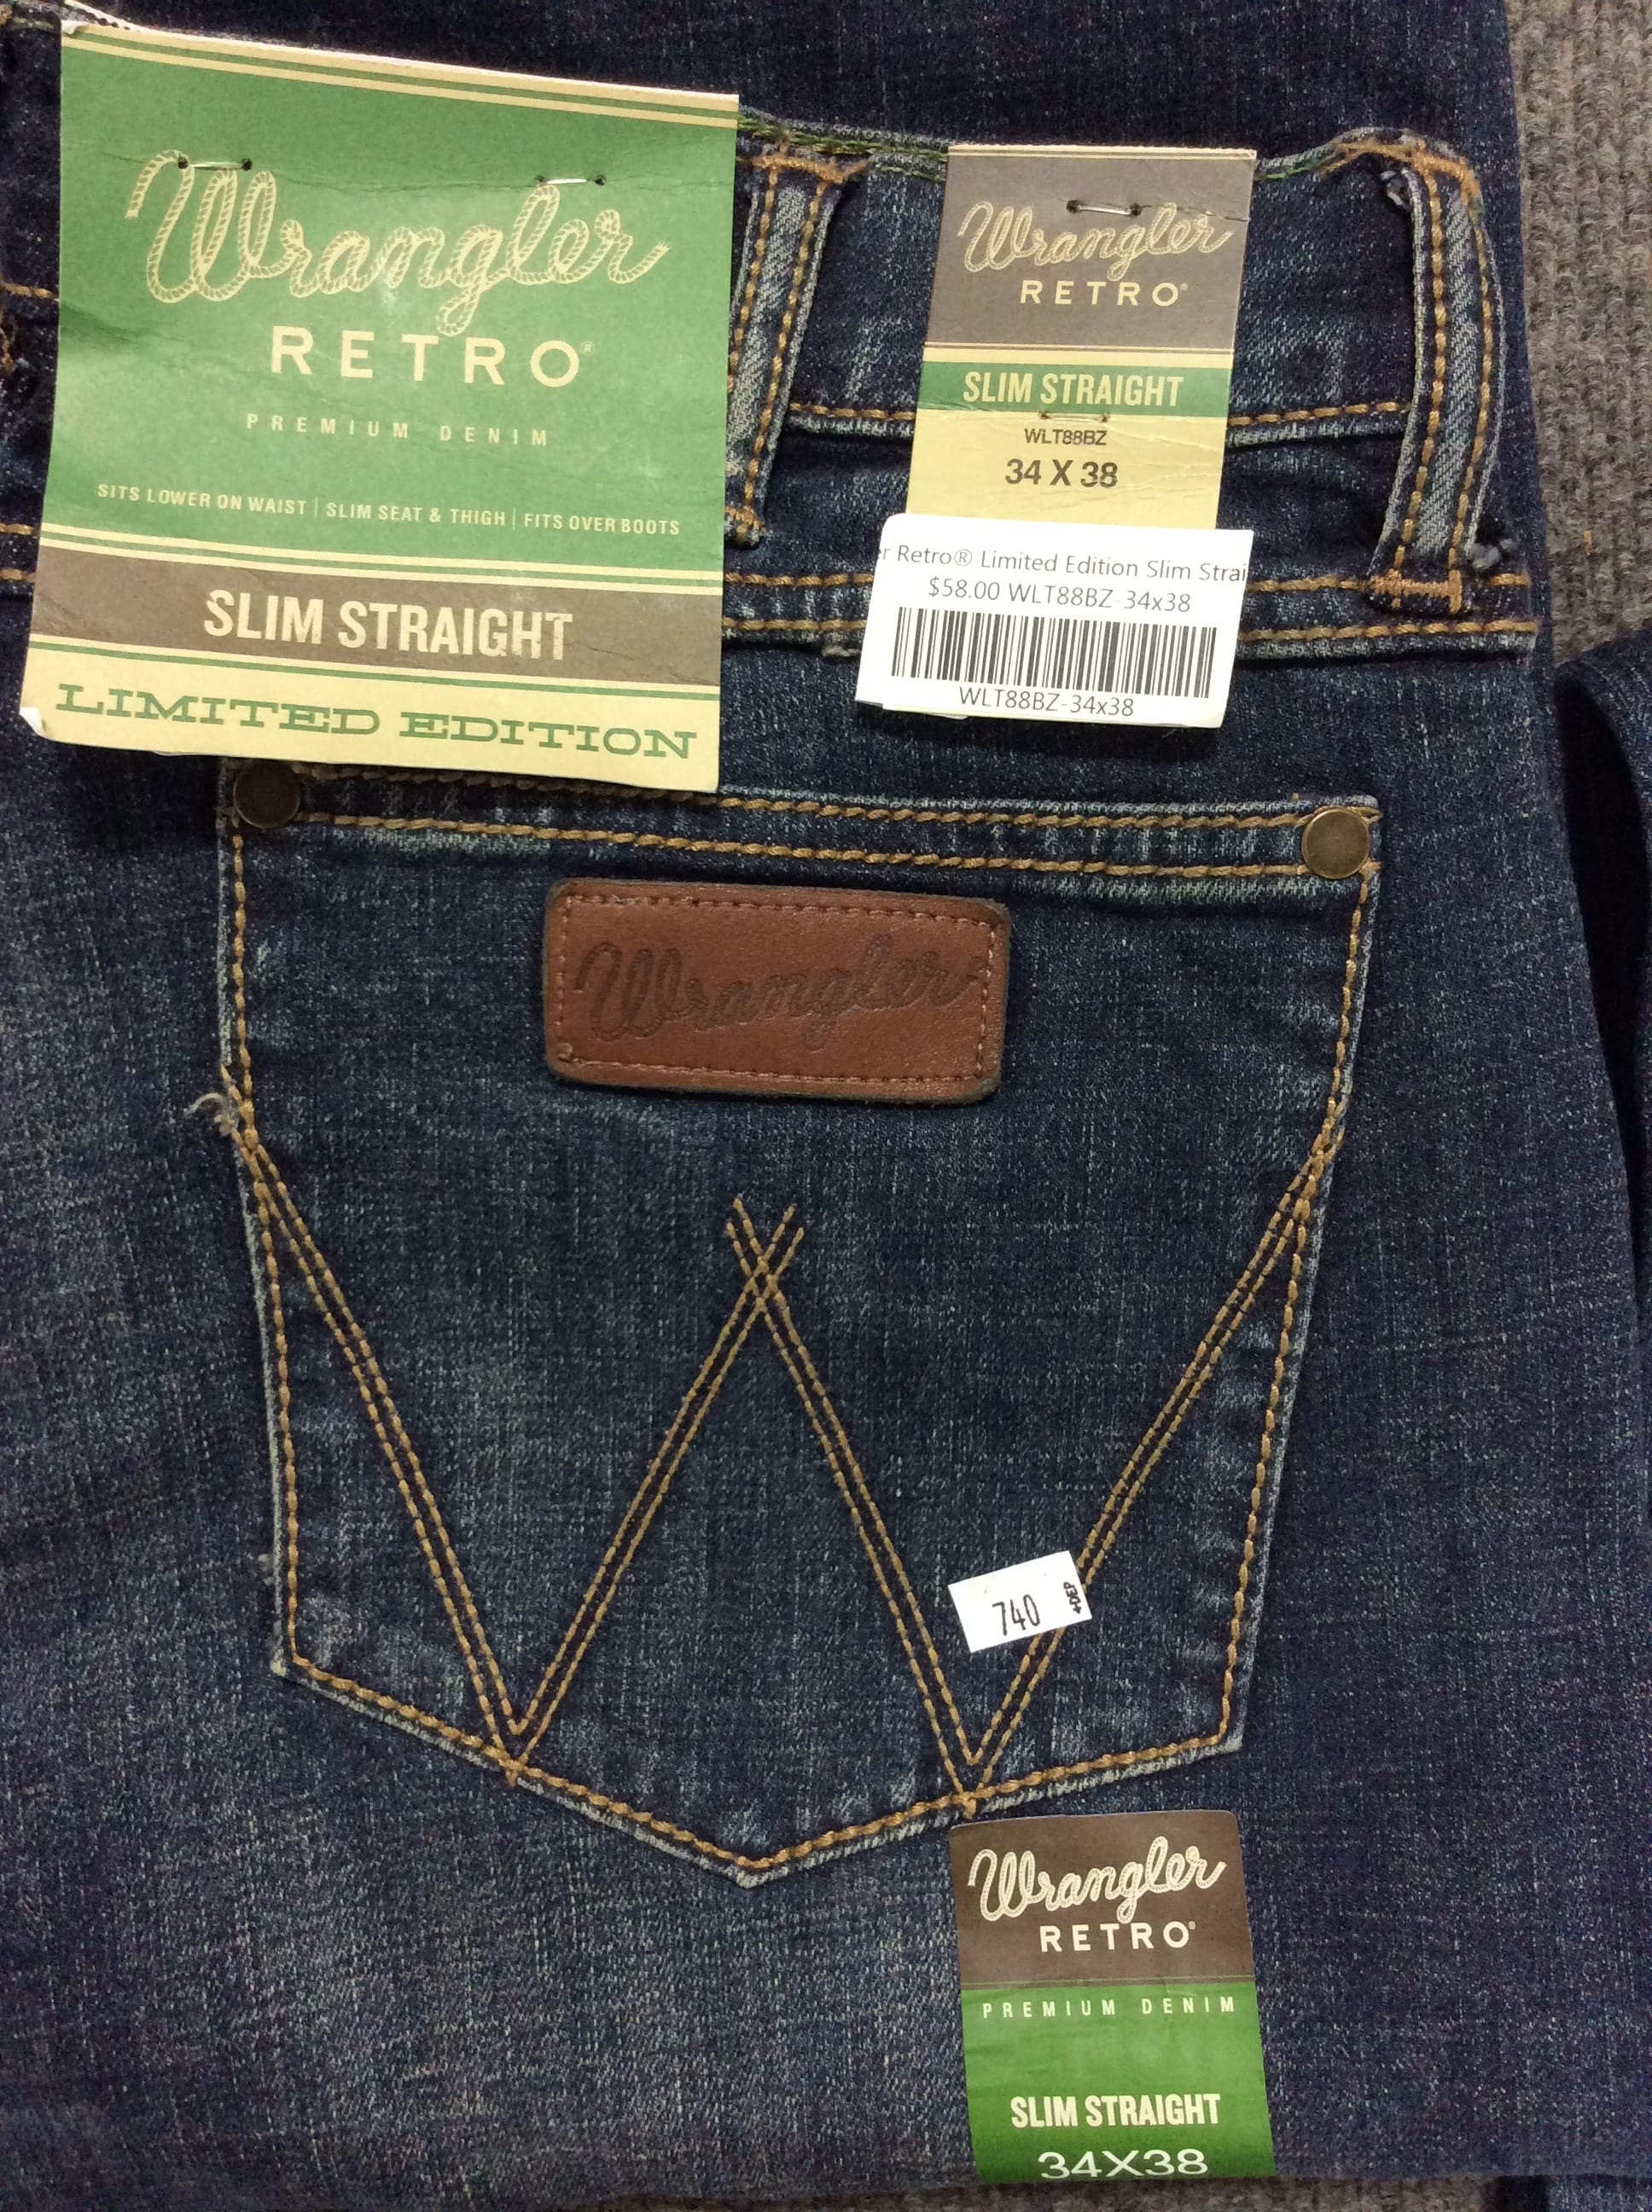 Wrangler
RETRO®
PREMIUM DENIM
SITS LOWER ON WAIST | SLIM SEAT & THIGH | FITS OVER BOOTS
SLIM STRAIGHT
LIMITED EDITION
Wrangler
RETRO®
SLIM STRAIGHT
WLT88BZ
34 X 38
r Retro® Limited Edition Slim Strai
$58.00 WLT88BZ-34x38
WLT88BZ-34x38
Wrangler
740
Wrangler
RETRO®
PREMIUM DENIM
SLIM STRAIGHT
34X38